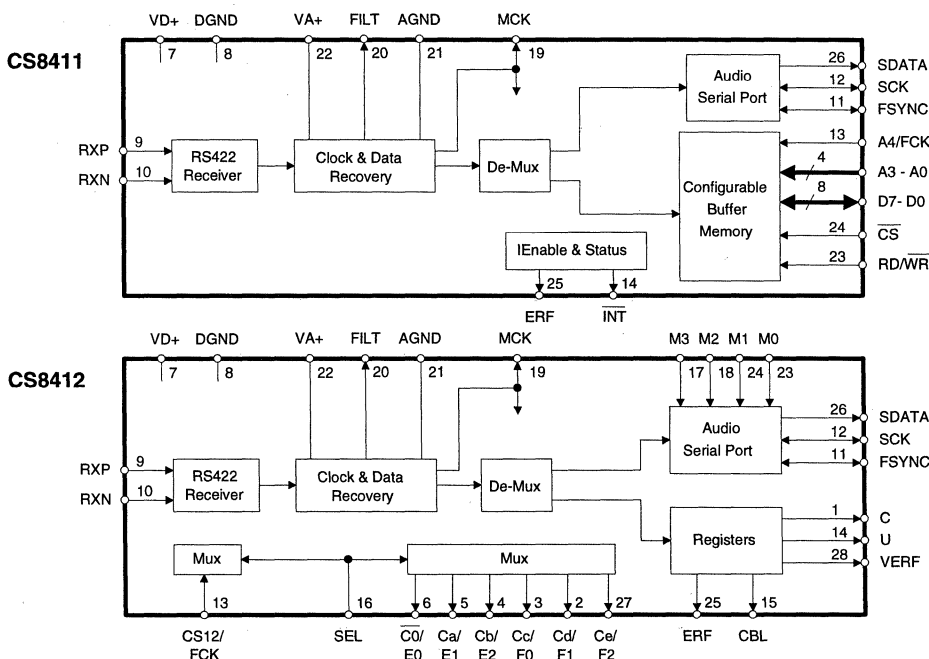 VD+ DGND VA+ FILT AGND MCK
7 8 22 20 21 19
CS8411
Audio
Serial Port
26 SDATA
12 SCK
11 FSYNC
RXP 9
RXN 10
RS422
Receiver
Clock & Data
Recovery
De-Mux
Configurable
Buffer
Memory
13 A4/FCK
4 A3 - A0
8 D7- D0
24 CS
23 RD/WR
IEnable & Status
25 14
ERF INT
VD+ DGND VA+ FILT AGND MCK M3 M2 M1 M0
7 8 22 20 21 19 17 18 24 23
CS8412
Audio
Serial Port
26 SDATA
12 SCK
11 FSYNC
RXP 9
RXN 10
RS422
Receiver
Clock & Data
Recovery
De-Mux
Registers
1 C
14 U
28 VERF
Mux Mux
13 16 6 5 4 3 2 27 25 15
CS12/ SEL C0/ Ca/ Cb/ Cc/ Cd/ Ce/ ERF CBL
FCK E0 E1 E2 F0 F1 F2